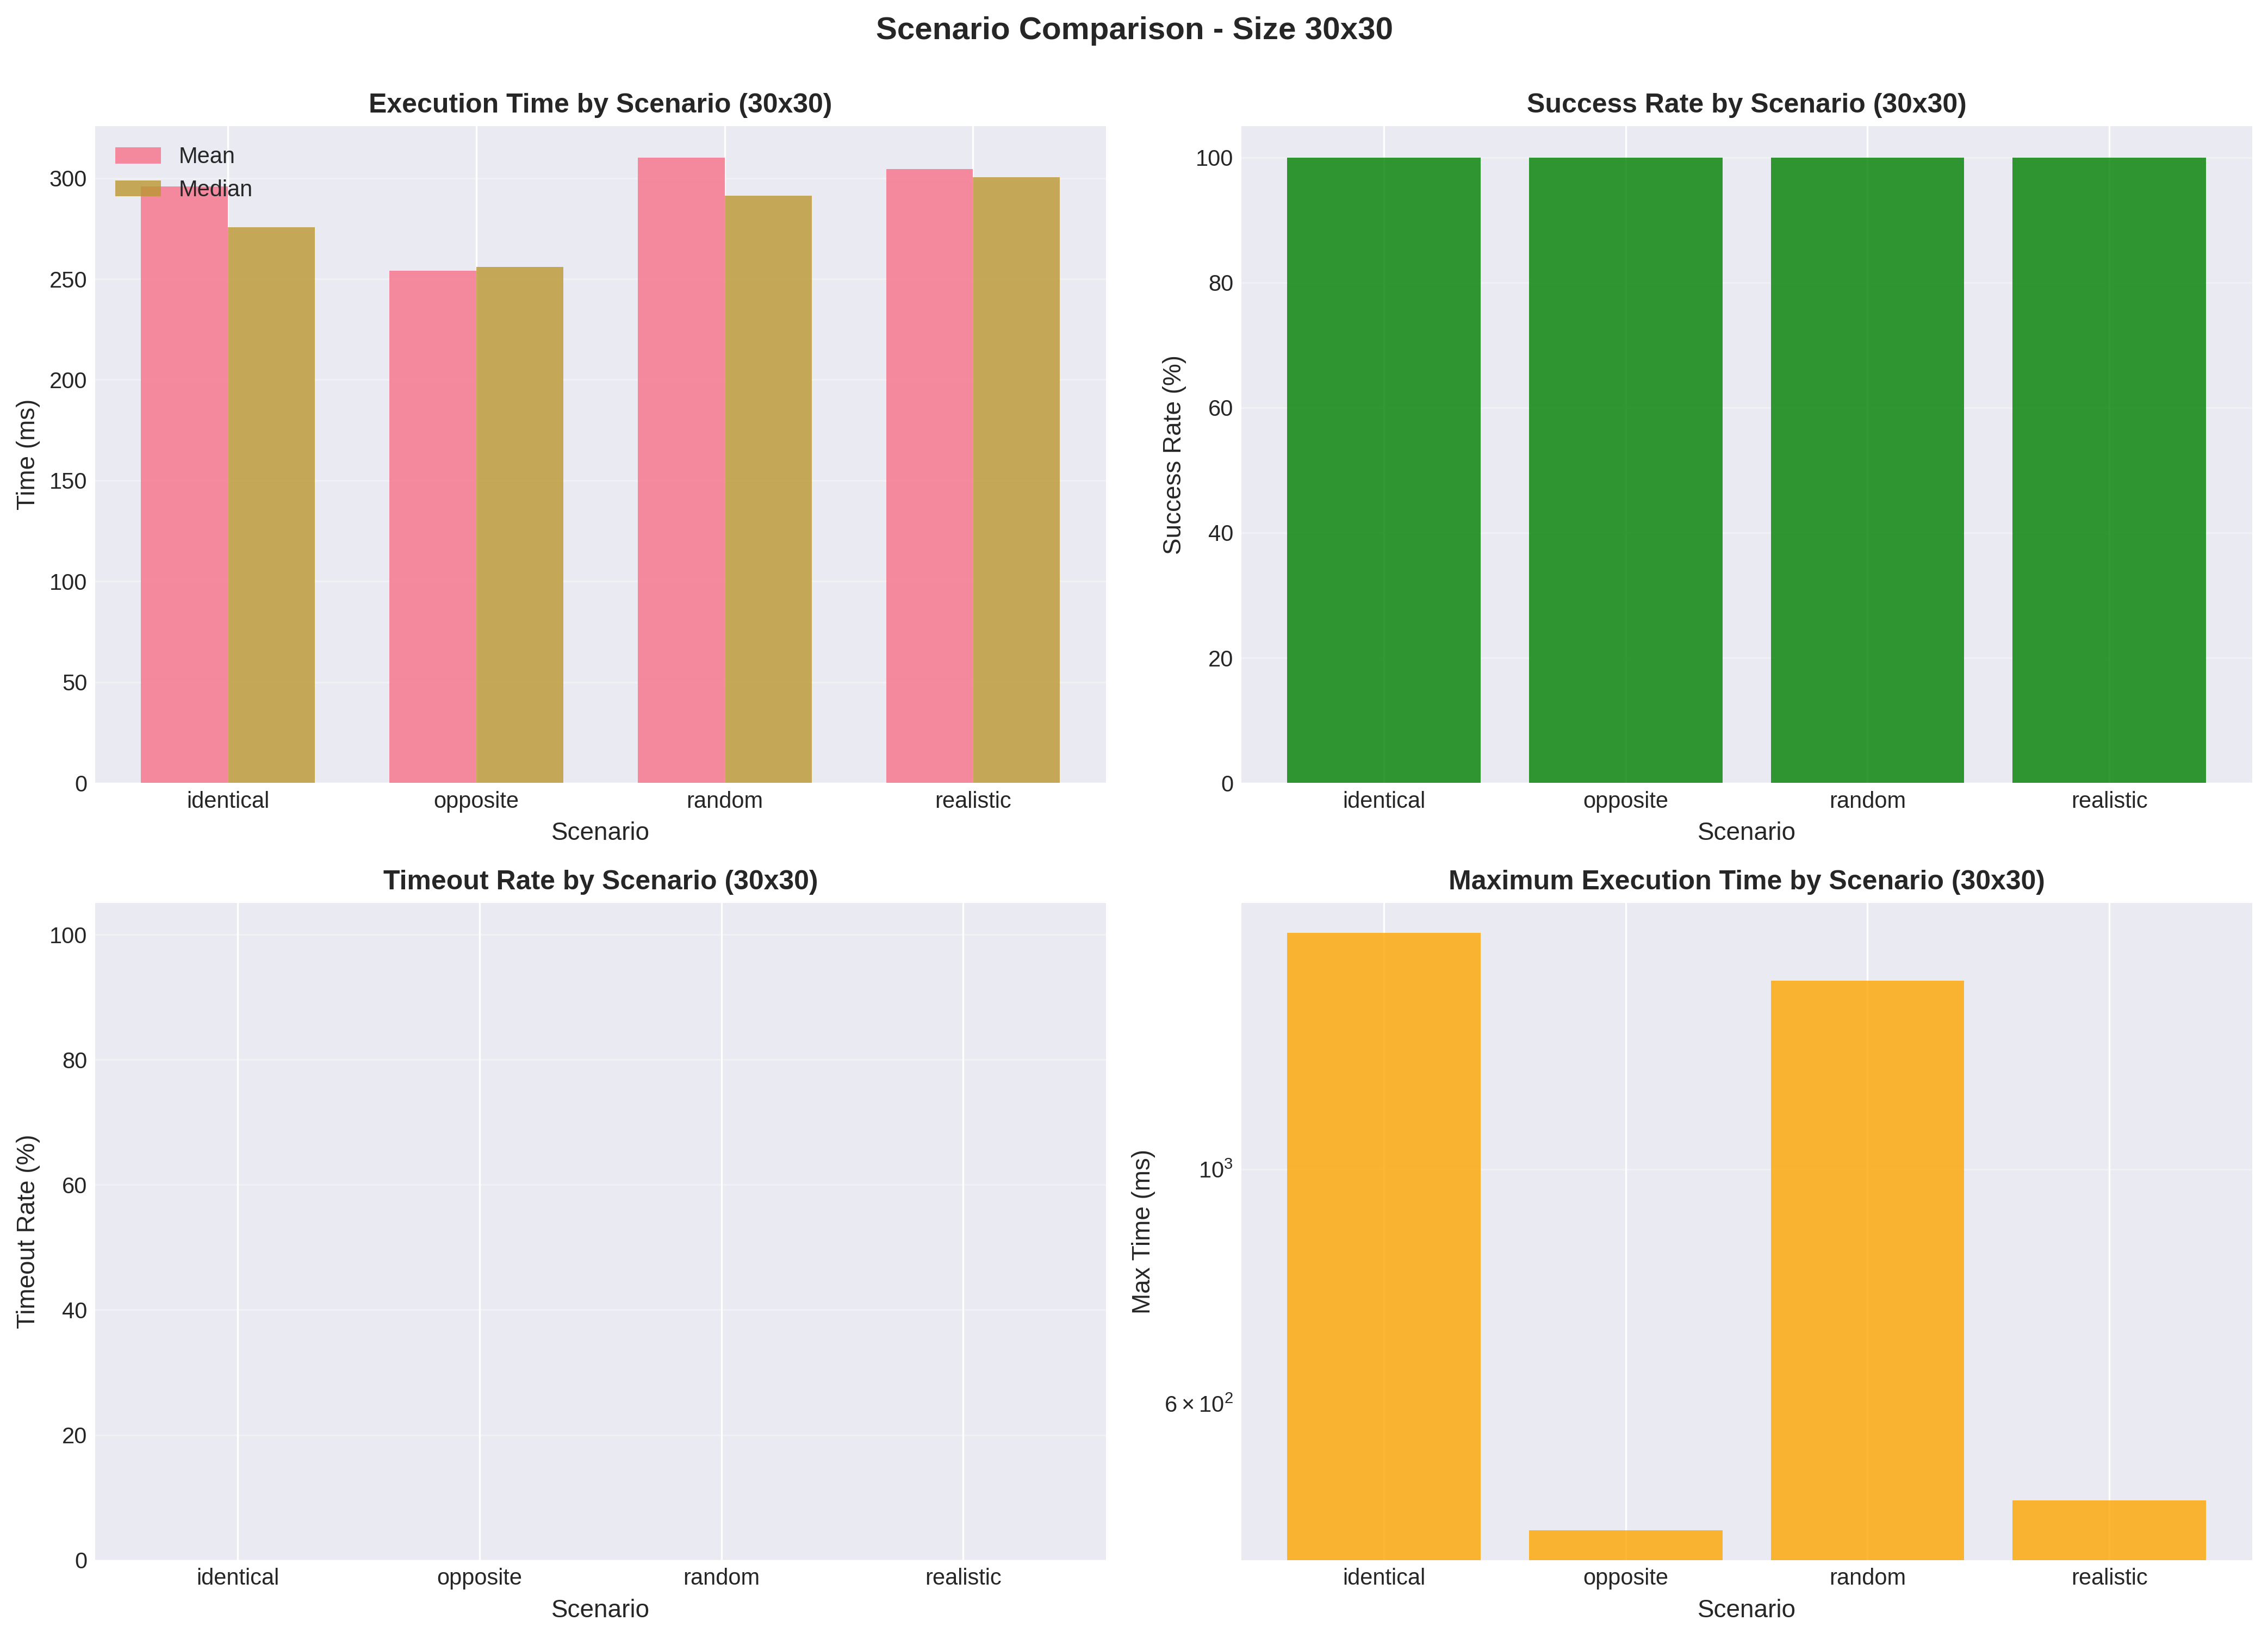 Scenario Comparison - Size 30x30
Execution Time by Scenario (30x30)
Mean
Median
Time (ms)
300
250
200
150
100
50
0
identical opposite random realistic
Scenario
Success Rate by Scenario (30x30)
Success Rate (%)
100
80
60
40
20
0
identical opposite random realistic
Scenario
Timeout Rate by Scenario (30x30)
Timeout Rate (%)
100
80
60
40
20
0
identical opposite random realistic
Scenario
Maximum Execution Time by Scenario (30x30)
Max Time (ms)
10³
6 × 10²
identical opposite random realistic
Scenario